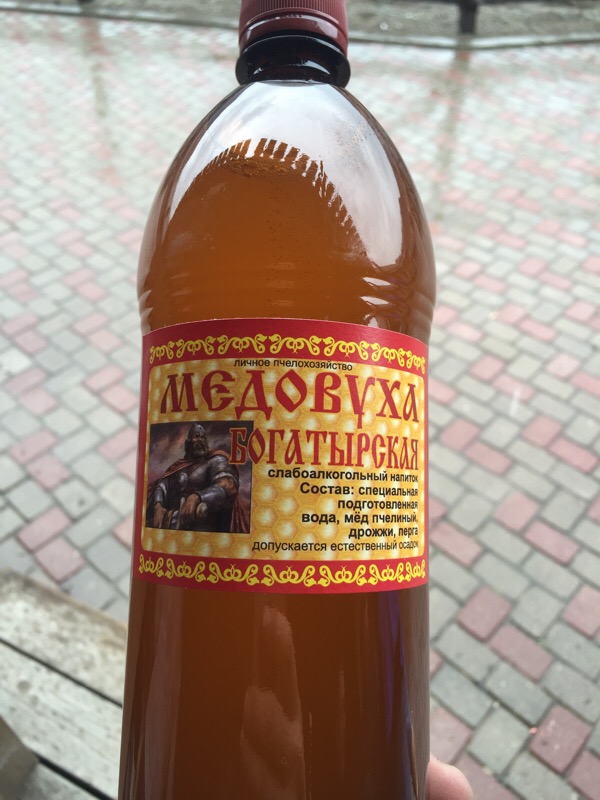 личное пчелохозяйство
МЕДОВУХА
БОГАТЫРСКАЯ
слабоалкогольный напиток
Состав: специальная
подготовленная
вода, мёд пчелиный,
дрожжи, перга
допускается естественный осадок